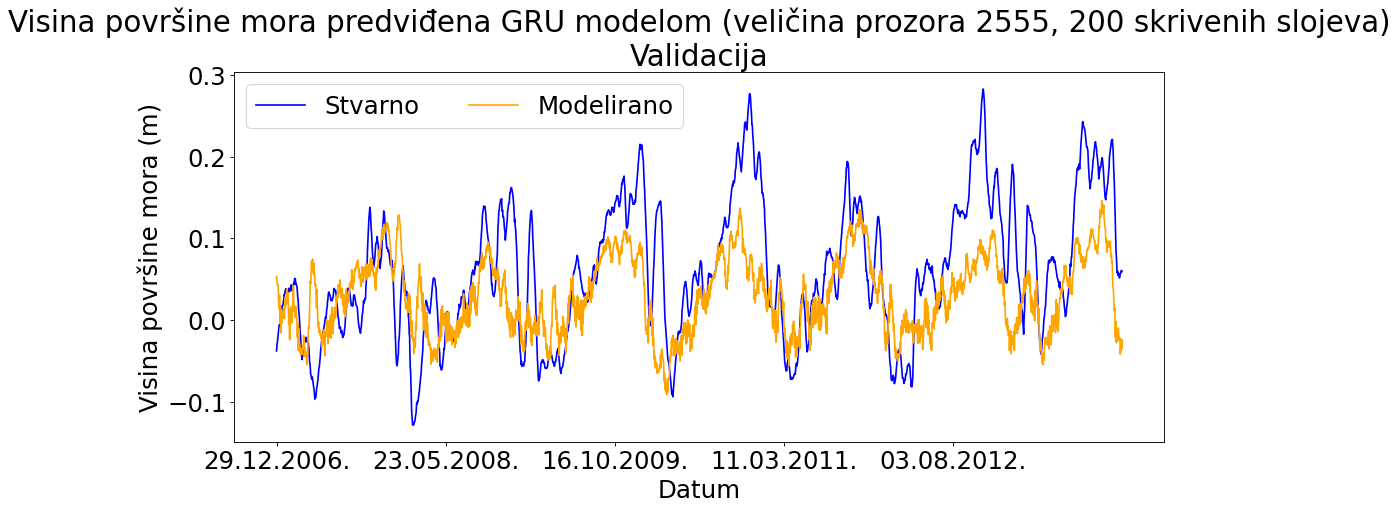 Visina površine mora predviđena GRU modelom (veličina prozora 2555, 200 skrivenih slojeva)
Validacija
Stvarno Modelirano
Visina površine mora (m)
0.3
0.2
0.1
0.0
−0.1
29.12.2006. 23.05.2008. 16.10.2009. 11.03.2011. 03.08.2012.
Datum